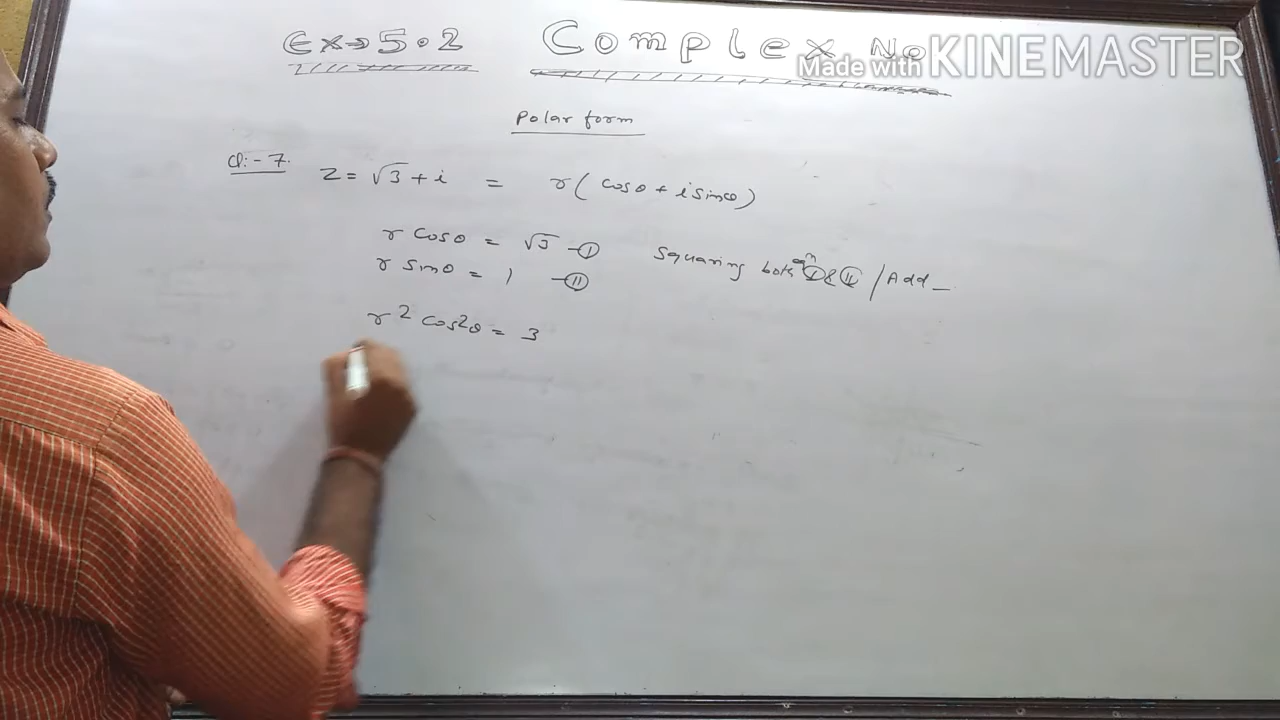 Ex→5.2 Complex No
Made with KINEMASTER
Polar form
Q:-7. z = √3 + i = r( cosθ + i sinθ)
r cosθ = √3 —Ⓘ Squaring both eqn Ⓘ & Ⓘⓘ / Add _
r sinθ = 1 —Ⓘⓘ
r² cos²θ = 3